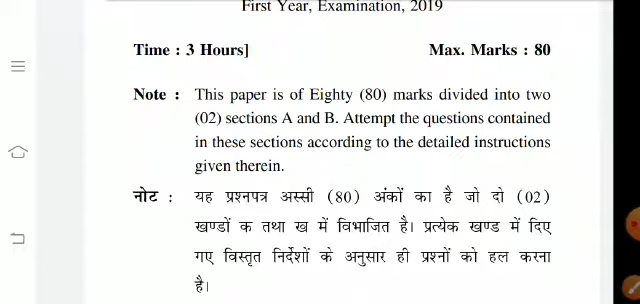 First Year, Examination, 2019
Time : 3 Hours] Max. Marks : 80
Note : This paper is of Eighty (80) marks divided into two
(02) sections A and B. Attempt the questions contained
in these sections according to the detailed instructions
given therein.
नोट : यह प्रश्नपत्र अस्सी (80) अंकों का है जो दो (02)
खण्डों क तथा ख में विभाजित है। प्रत्येक खण्ड में दिए
गए विस्तृत निर्देशों के अनुसार ही प्रश्नों को हल करना
है।